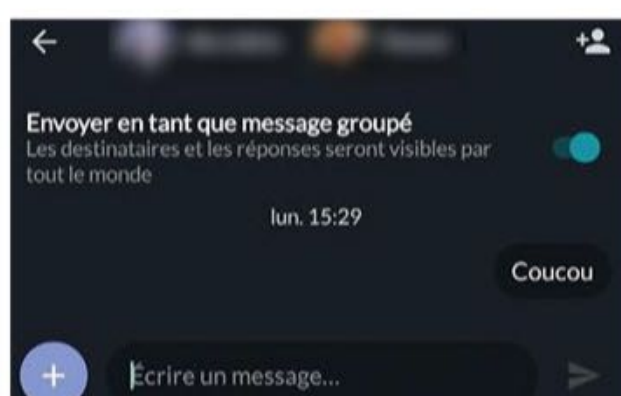 Envoyer en tant que message groupé
Les destinataires et les réponses seront visibles par
tout le monde
lun. 15:29
Coucou
Écrire un message...